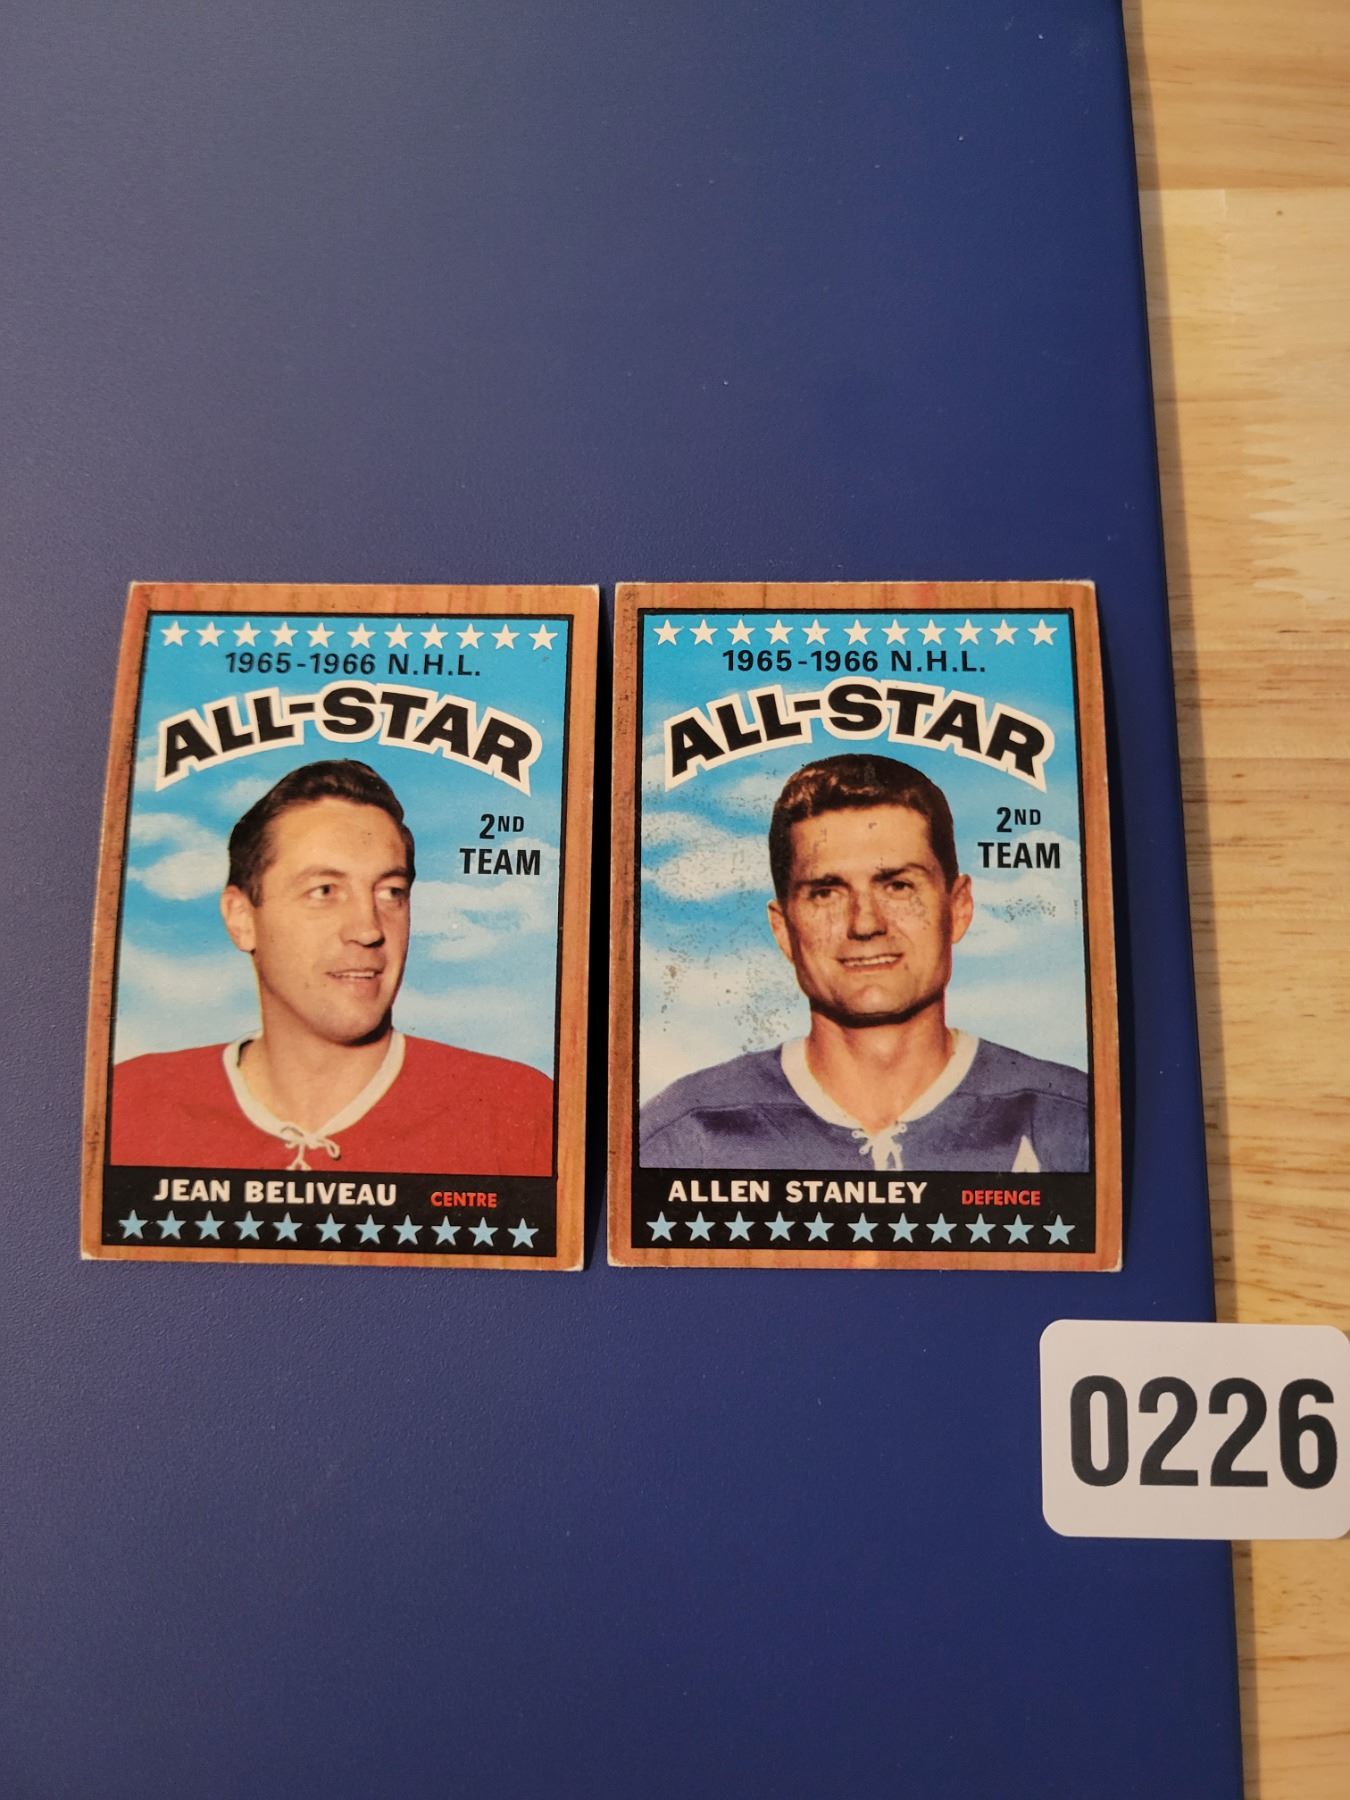 1965-1966 N.H.L.
ALL-STAR
2ND
TEAM
JEAN BELIVEAU CENTRE
1965-1966 N.H.L.
ALL-STAR
2ND
TEAM
ALLEN STANLEY DEFENCE
0226